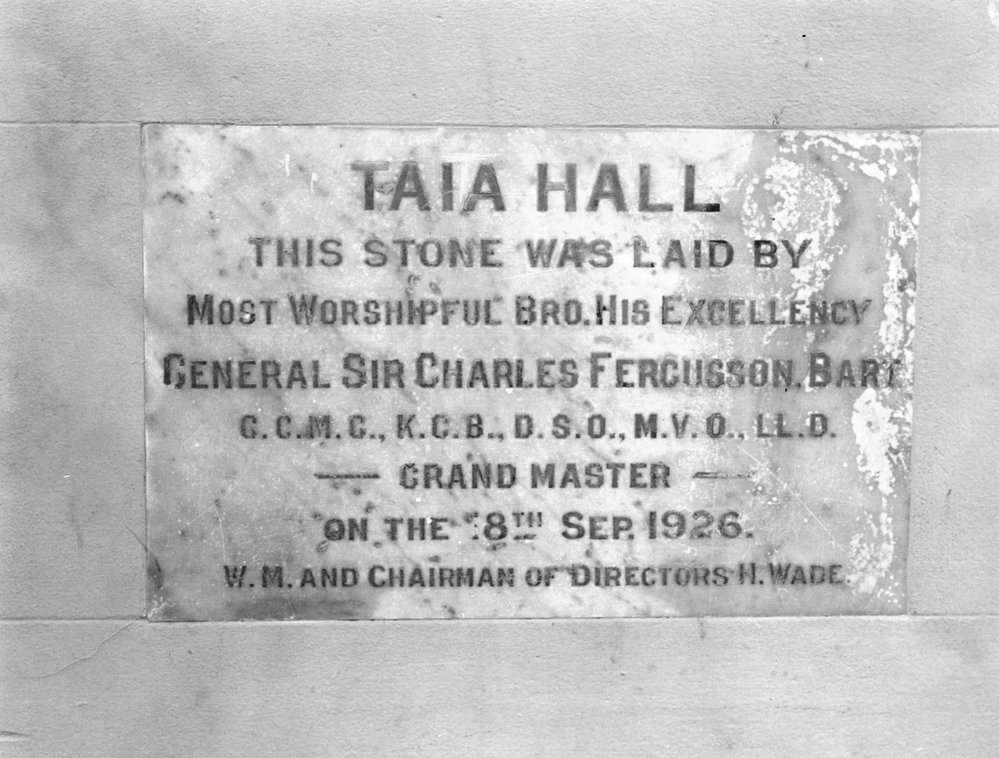 TAIA HALL
THIS STONE WAS LAID BY
MOST WORSHIPFUL BRO. HIS EXCELLENCY
GENERAL SIR CHARLES FERGUSSON, BART
G.C.M.G., K.C.B., D.S.O., M.V.O., LL.D.
GRAND MASTER
ON THE 18TH SEP. 1926.
W. M. AND CHAIRMAN OF DIRECTORS H. WADE.